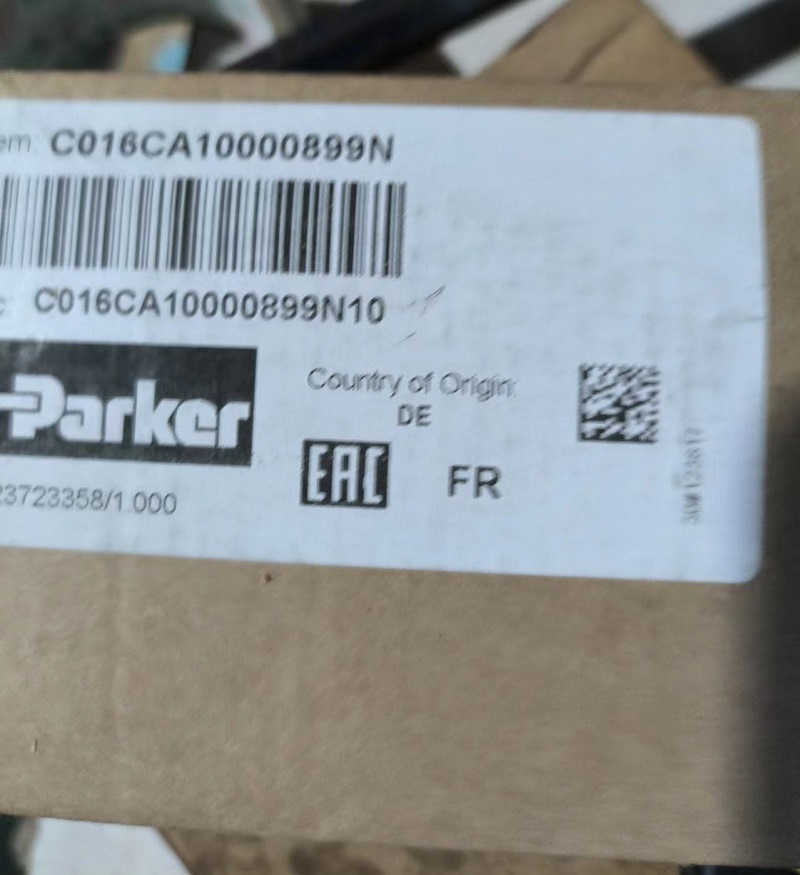 em C016CA10000899N
c: C016CA10000899N10
Parker
Country of Origin:
DE
EAC
FR
23723358/1.000